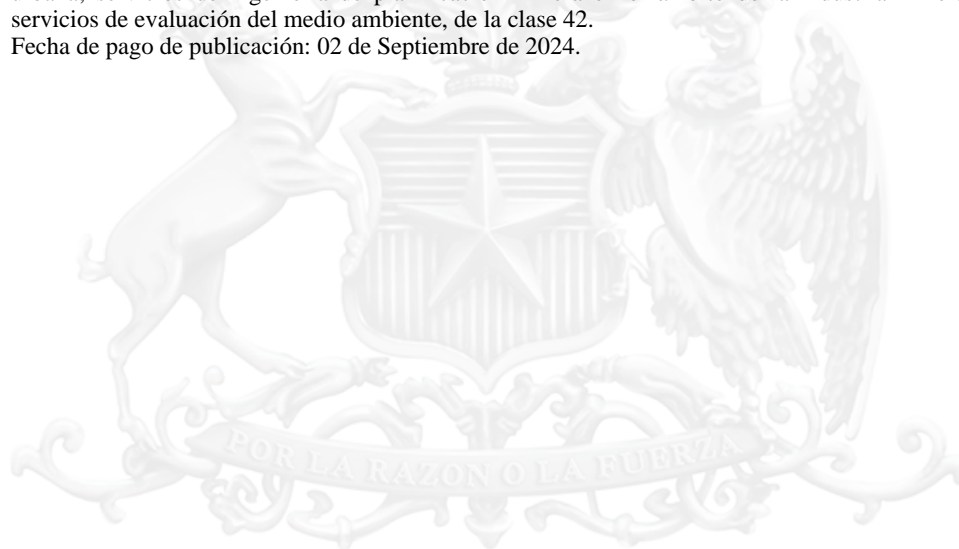 servicios de evaluación del medio ambiente, de la clase 42.
Fecha de pago de publicación: 02 de Septiembre de 2024.
POR LA RAZON O LA FUERZA